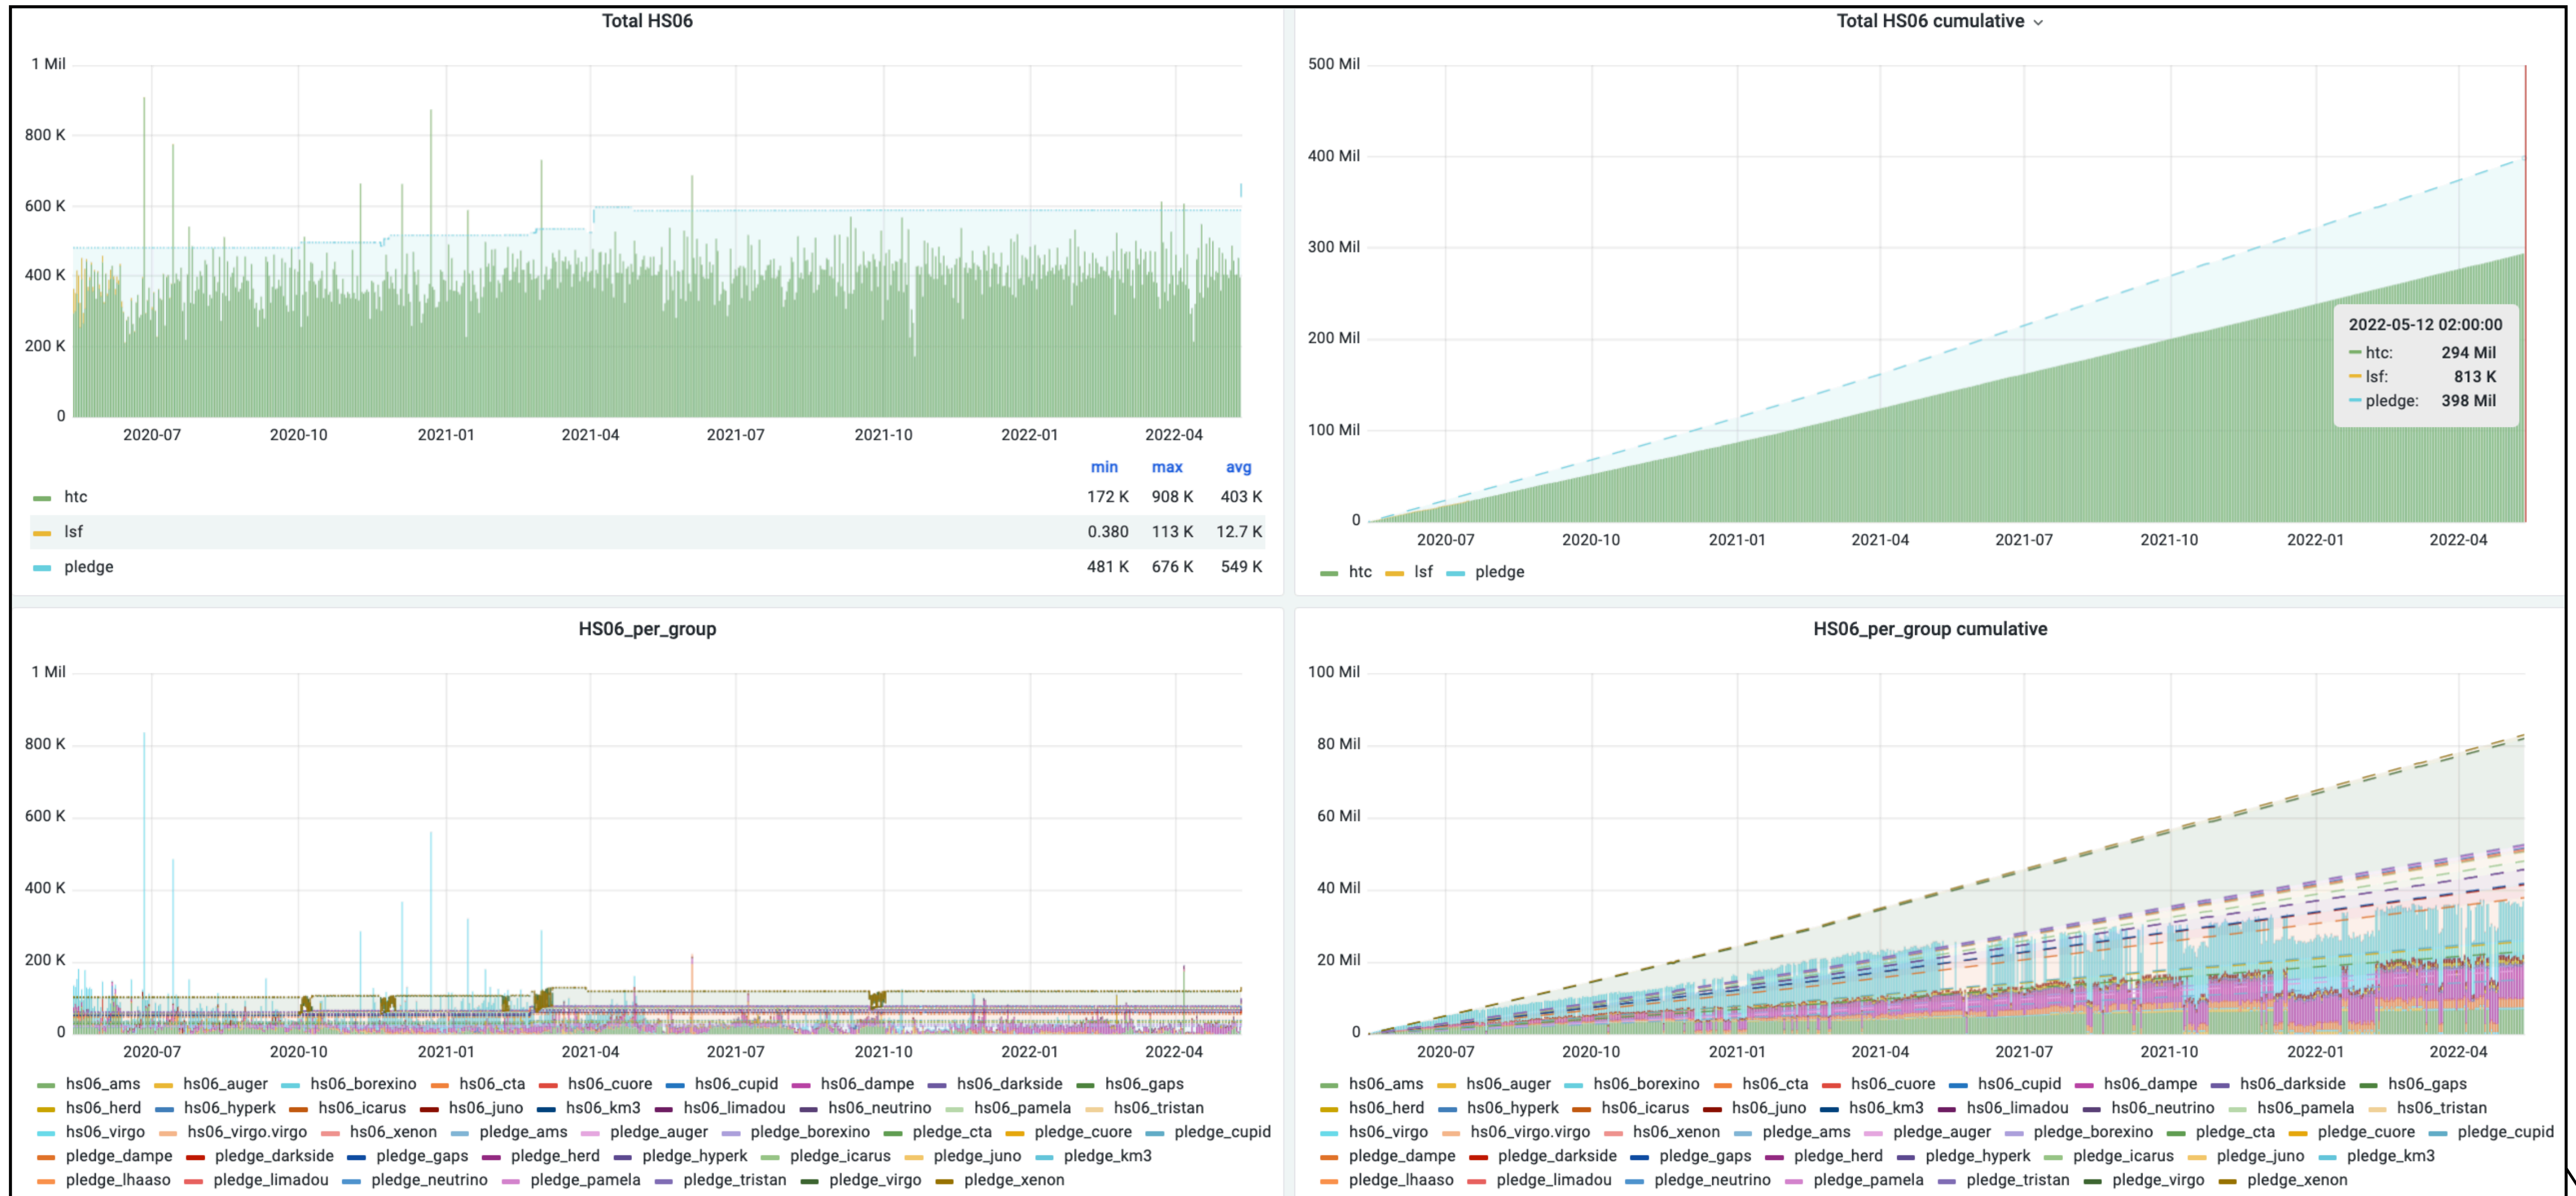 Total HS06
1 Mil
800 K
600 K
400 K
200 K
0
2020-07 2020-10 2021-01 2021-04 2021-07 2021-10 2022-01 2022-04
min max avg
htc 172 K 908 K 403 K
lsf 0.380 113 K 12.7 K
pledge 481 K 676 K 549 K
Total HS06 cumulative
500 Mil
400 Mil
300 Mil
200 Mil
100 Mil
0
2022-05-12 02:00:00
htc: 294 Mil
lsf: 813 K
pledge: 398 Mil
2020-07 2020-10 2021-01 2021-04 2021-07 2021-10 2022-01 2022-04
htc lsf pledge
HS06_per_group
1 Mil
800 K
600 K
400 K
200 K
0
2020-07 2020-10 2021-01 2021-04 2021-07 2021-10 2022-01 2022-04
hs06_ams hs06_auger hs06_borexino hs06_cta hs06_cuore hs06_cupid hs06_dampe hs06_darkside hs06_gaps
hs06_herd hs06_hyperk hs06_icarus hs06_juno hs06_km3 hs06_limadou hs06_neutrino hs06_pamela hs06_tristan
hs06_virgo hs06_virgo.virgo hs06_xenon pledge_ams pledge_auger pledge_borexino pledge_cta pledge_cuore pledge_cupid
pledge_dampe pledge_darkside pledge_gaps pledge_herd pledge_hyperk pledge_icarus pledge_juno pledge_km3
pledge_lhaaso pledge_limadou pledge_neutrino pledge_pamela pledge_tristan pledge_virgo pledge_xenon
HS06_per_group cumulative
100 Mil
80 Mil
60 Mil
40 Mil
20 Mil
0
2020-07 2020-10 2021-01 2021-04 2021-07 2021-10 2022-01 2022-04
hs06_ams hs06_auger hs06_borexino hs06_cta hs06_cuore hs06_cupid hs06_dampe hs06_darkside hs06_gaps
hs06_herd hs06_hyperk hs06_icarus hs06_juno hs06_km3 hs06_limadou hs06_neutrino hs06_pamela hs06_tristan
hs06_virgo hs06_virgo.virgo hs06_xenon pledge_ams pledge_auger pledge_borexino pledge_cta pledge_cuore pledge_cupid
pledge_dampe pledge_darkside pledge_gaps pledge_herd pledge_hyperk pledge_icarus pledge_juno pledge_km3
pledge_lhaaso pledge_limadou pledge_neutrino pledge_pamela pledge_tristan pledge_virgo pledge_xenon